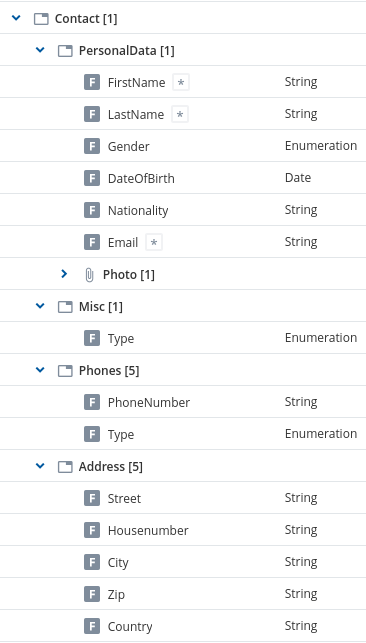 Contact [1]
PersonalData [1]
F FirstName * String
F LastName * String
F Gender Enumeration
F DateOfBirth Date
F Nationality String
F Email * String
Photo [1]
Misc [1]
F Type Enumeration
Phones [5]
F PhoneNumber String
F Type Enumeration
Address [5]
F Street String
F Housenumber String
F City String
F Zip String
F Country String